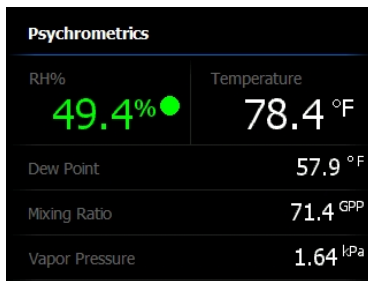 Psychrometrics
RH% Temperature
49.4% 78.4 °F
Dew Point 57.9 °F
Mixing Ratio 71.4 GPP
Vapor Pressure 1.64 kPa